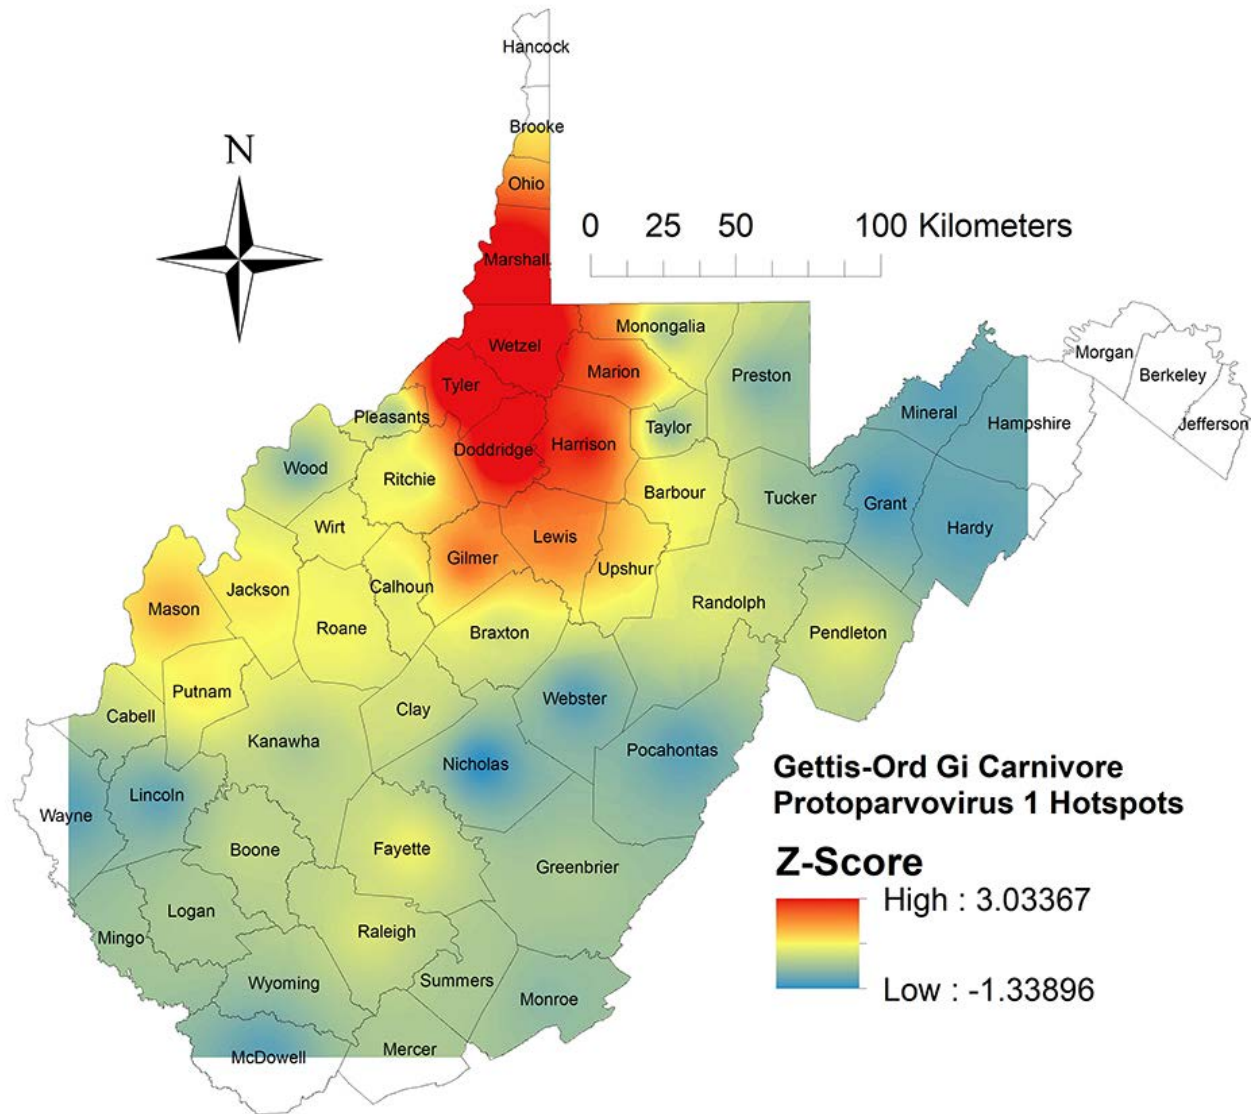 Hancock
Brooke
N
Ohio
0 25 50 100 Kilometers
Marshall
Monongalia
Wetzel
Morgan
Marion
Berkeley
Tyler
Preston
Mineral
Pleasants
Hampshire
Jefferson
Taylor
Doddridge
Harrison
Wood
Ritchie
Barbour
Tucker
Grant
Hardy
Wirt
Lewis
Gilmer
Upshur
Calhoun
Jackson
Mason
Randolph
Roane
Braxton
Pendleton
Putnam
Webster
Clay
Cabell
Kanawha
Pocahontas
Nicholas
Gettis-Ord Gi Carnivore
Protoparvovirus 1 Hotspots
Lincoln
Wayne
Boone
Fayette
Greenbrier
Z-Score
High : 3.03367
Logan
Raleigh
Mingo
Summers
Wyoming
Low : -1.33896
Monroe
Mercer
McDowell